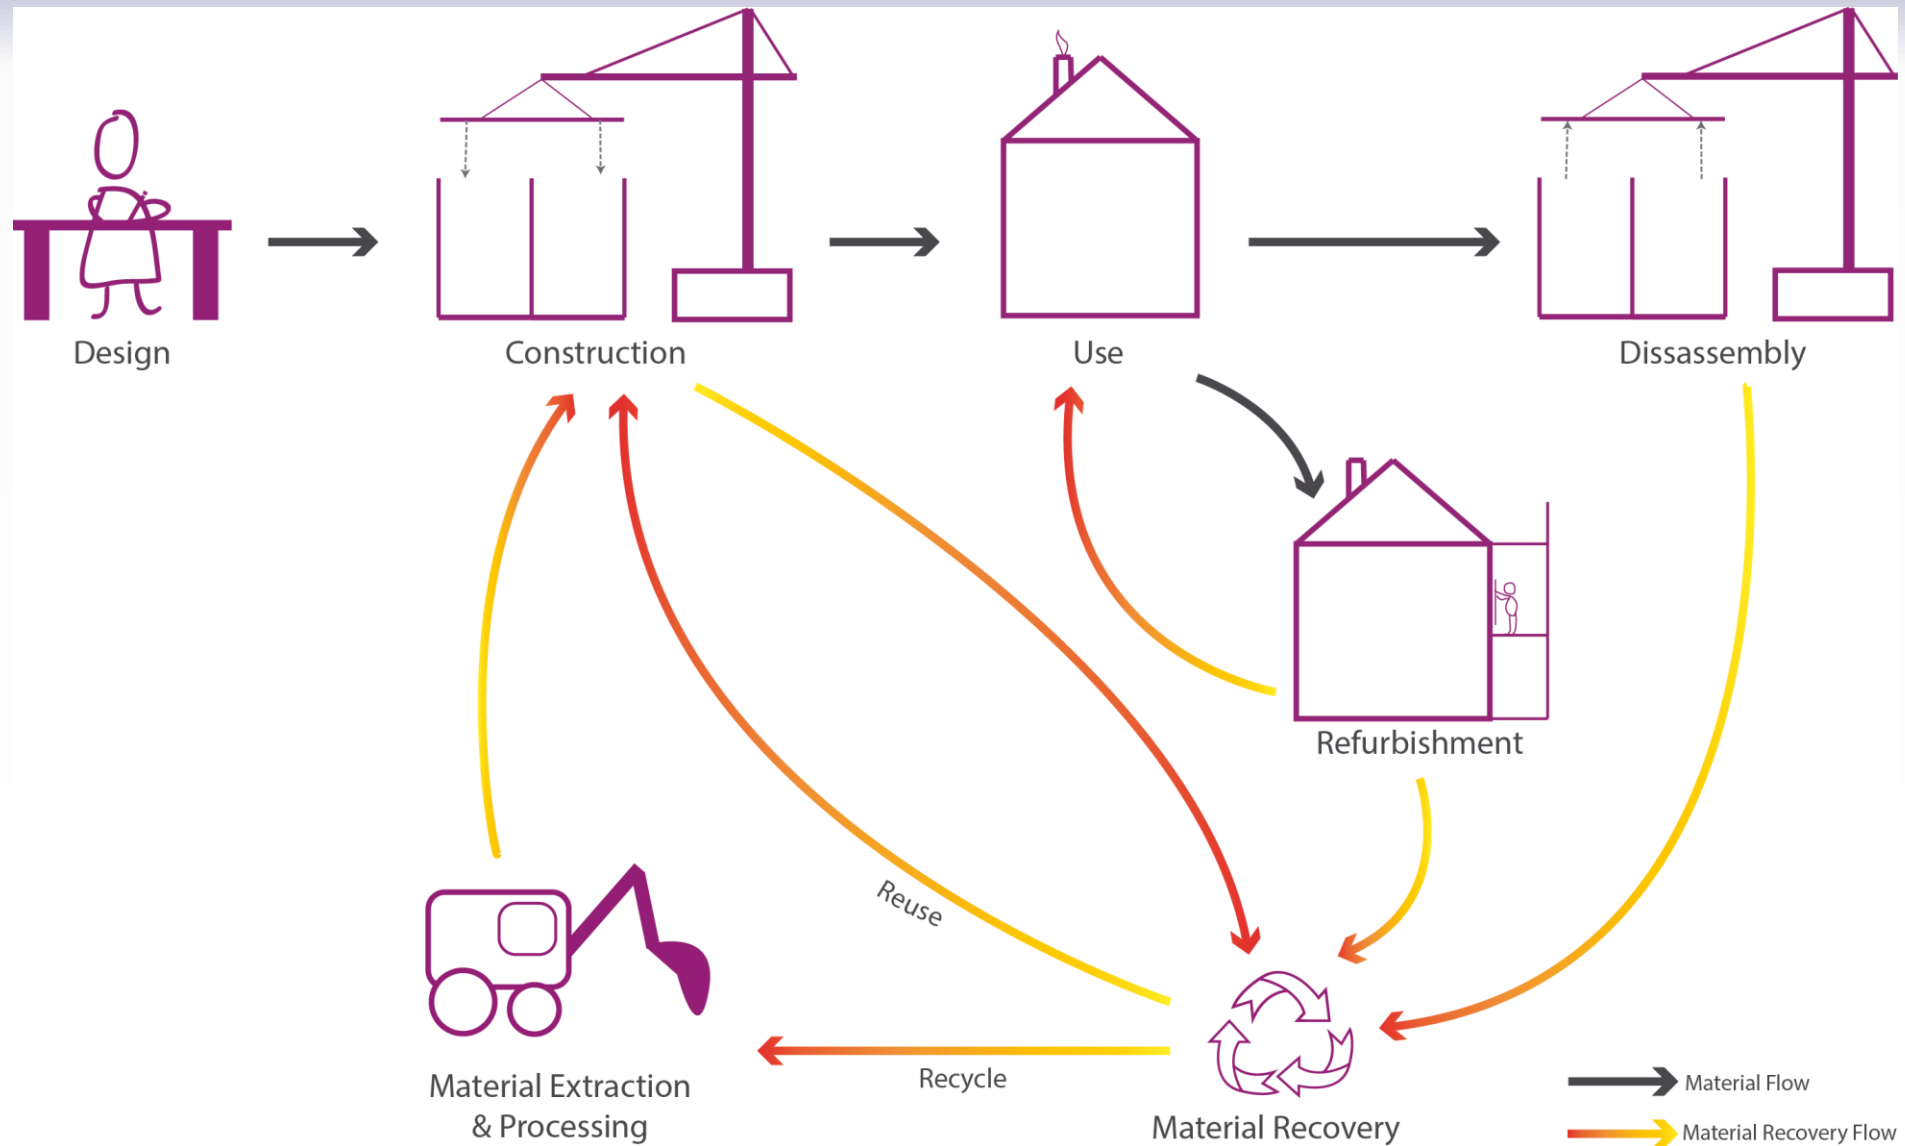 Design
Construction
Use
Dissassembly
Refurbishment
Reuse
Recycle
Material Extraction
& Processing
Material Recovery
Material Flow
Material Recovery Flow